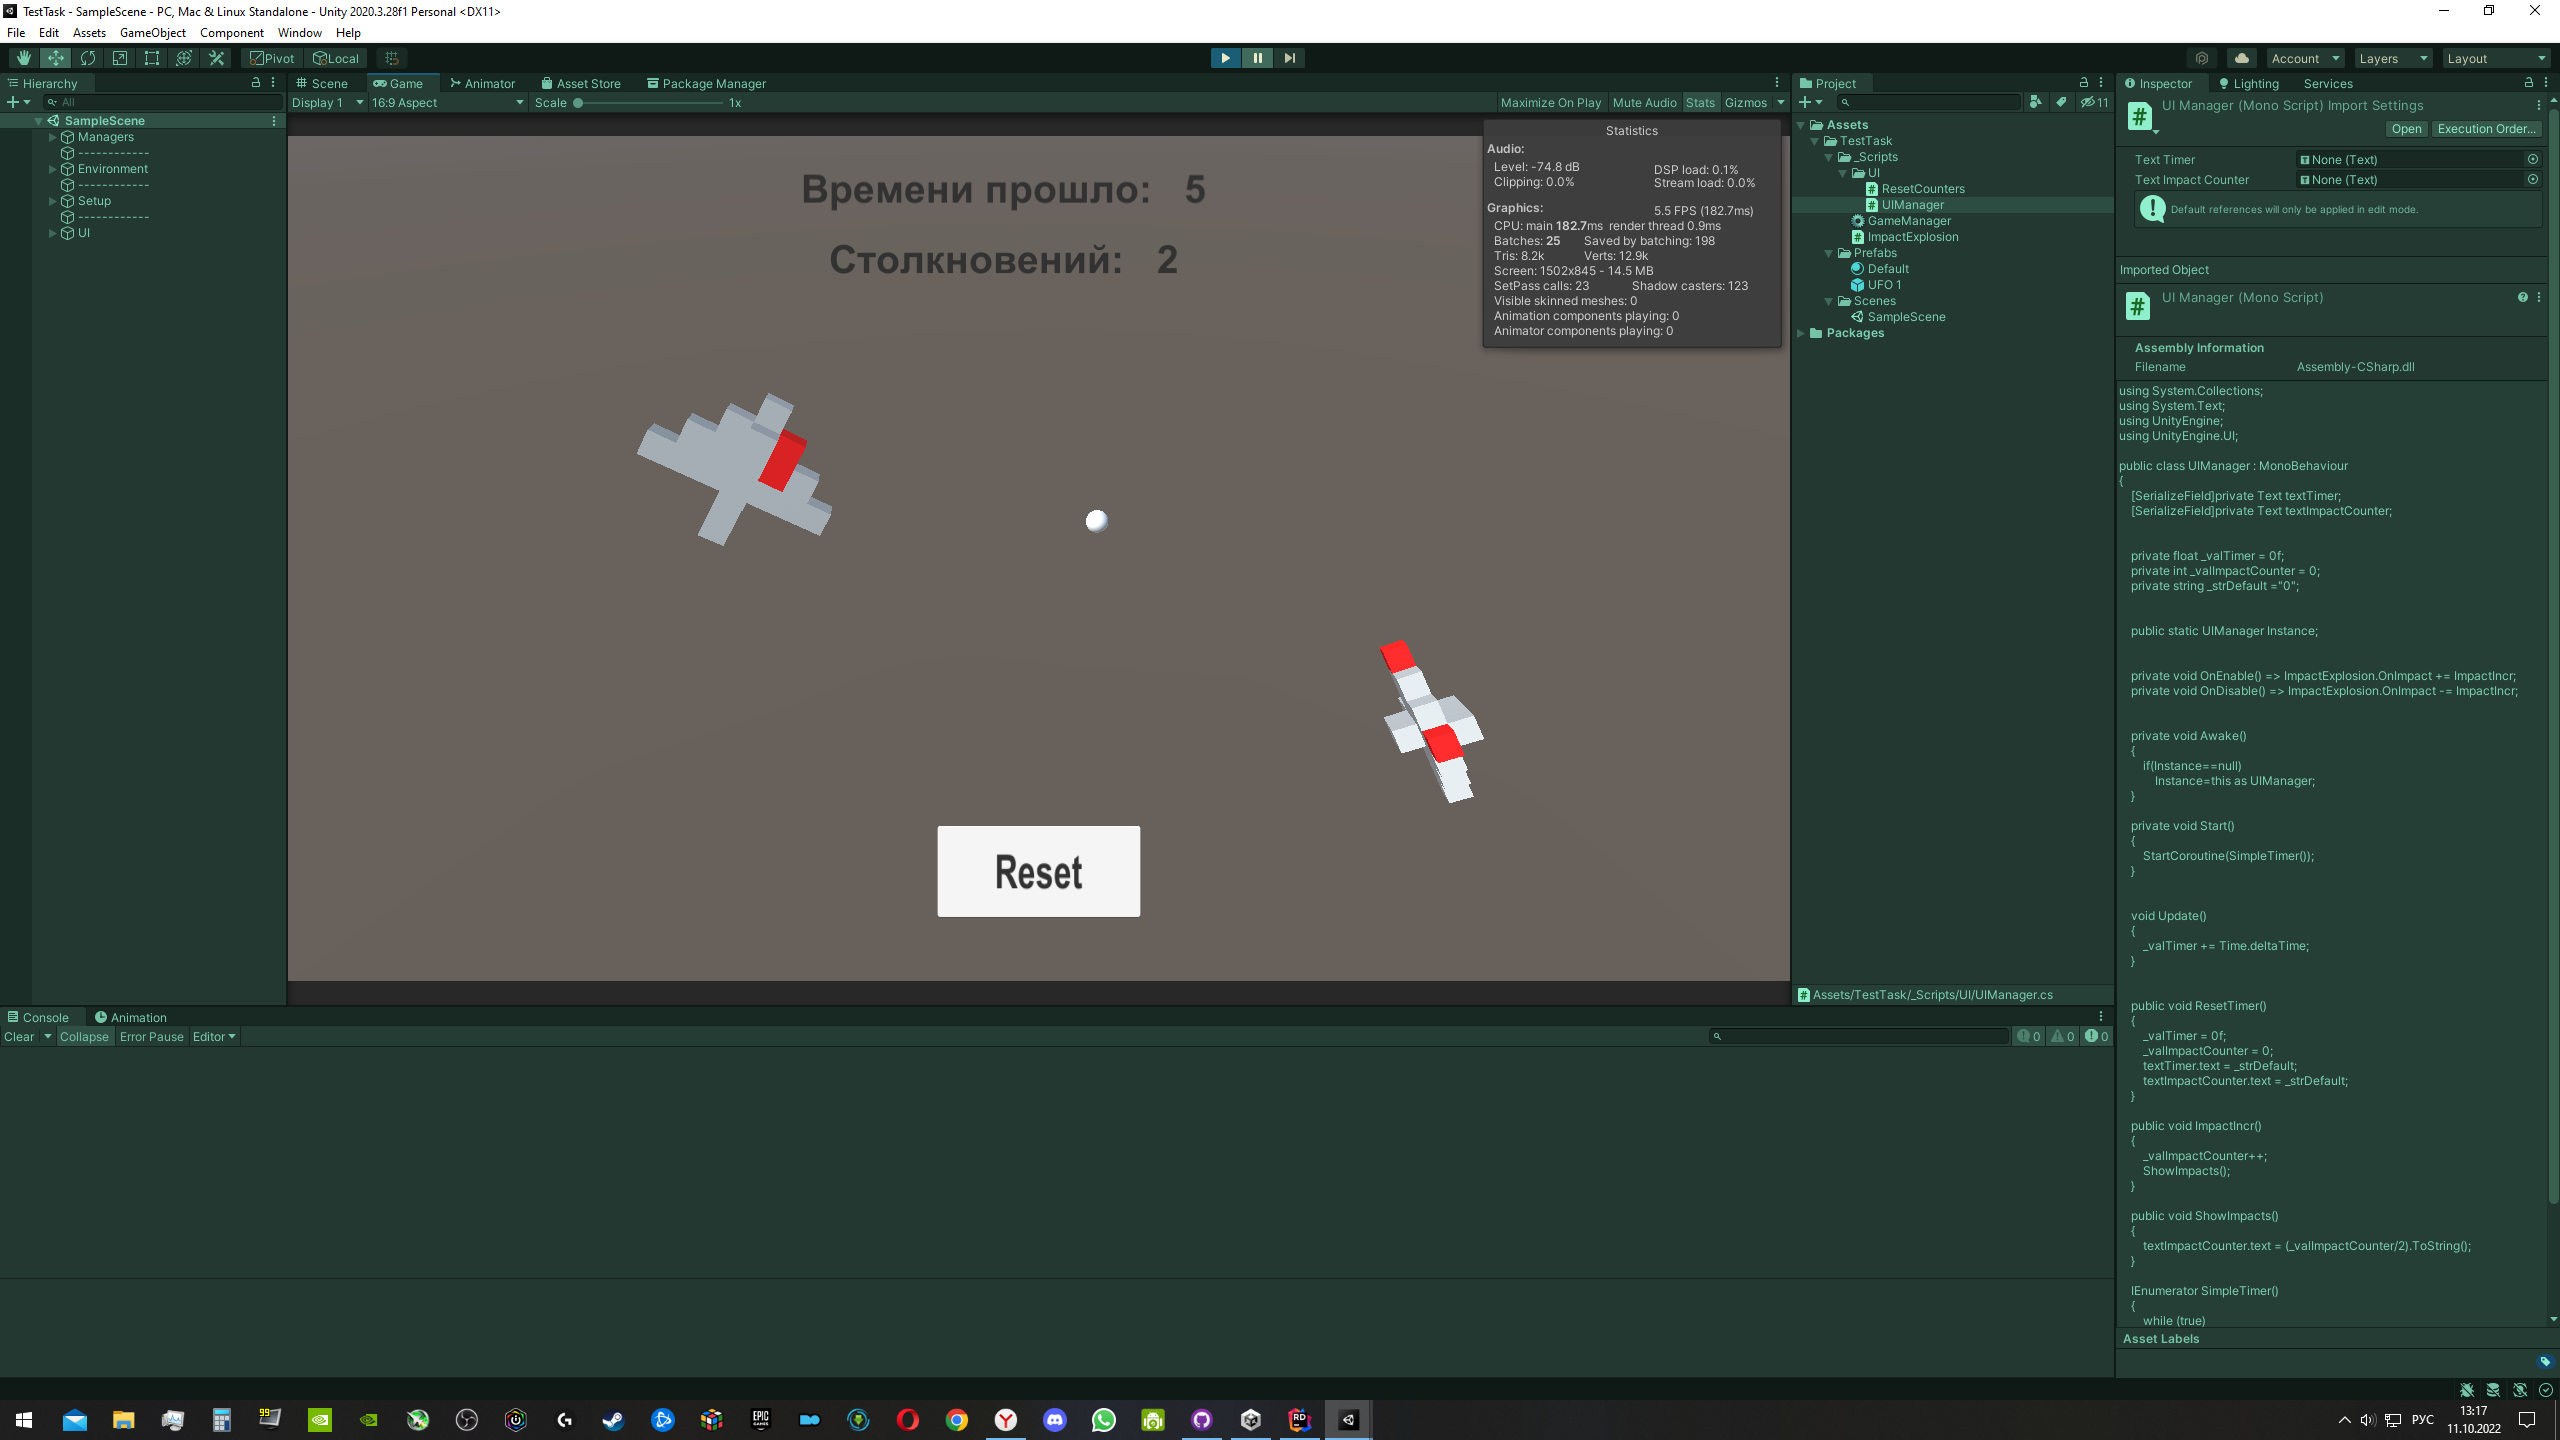 TestTask - SampleScene - PC, Mac & Linux Standalone - Unity 2020.3.28f1 Personal <DX11>
File Edit Assets GameObject Component Window Help
Pivot Local Account Layers Layout
Hierarchy
All
SampleScene
Managers
------------
Environment
------------
Setup
------------
UI
Scene Game Animator Asset Store Package Manager
Display 1 16:9 Aspect Scale 1x Maximize On Play Mute Audio Stats Gizmos
Времени прошло: 5
Столкновений: 2
Reset
Statistics
Audio:
Level: -74.8 dB DSP load: 0.1%
Clipping: 0.0% Stream load: 0.0%
Graphics: 5.5 FPS (182.7ms)
CPU: main 182.7ms render thread 0.9ms
Batches: 25 Saved by batching: 198
Tris: 8.2k Verts: 12.9k
Screen: 1502x845 - 14.5 MB
SetPass calls: 23 Shadow casters: 123
Visible skinned meshes: 0
Animation components playing: 0
Animator components playing: 0
Project
11
Assets
TestTask
_Scripts
UI
ResetCounters
UIManager
GameManager
ImpactExplosion
Prefabs
Default
UFO 1
Scenes
SampleScene
Packages
Assets/TestTask/_Scripts/UI/UIManager.cs
Inspector Lighting Services
UI Manager (Mono Script) Import Settings
Open Execution Order...
Text Timer None (Text)
Text Impact Counter None (Text)
Default references will only be applied in edit mode.
Imported Object
UI Manager (Mono Script)
Assembly Information
Filename Assembly-CSharp.dll
using System.Collections;
using System.Text;
using UnityEngine;
using UnityEngine.UI;
public class UIManager : MonoBehaviour
{
[SerializeField]private Text textTimer;
[SerializeField]private Text textImpactCounter;
private float _valTimer = 0f;
private int _valImpactCounter = 0;
private string _strDefault ="0";
public static UIManager Instance;
private void OnEnable() => ImpactExplosion.OnImpact += ImpactIncr;
private void OnDisable() => ImpactExplosion.OnImpact -= ImpactIncr;
private void Awake()
{
if(Instance==null)
Instance=this as UIManager;
}
private void Start()
{
StartCoroutine(SimpleTimer());
}
void Update()
{
_valTimer += Time.deltaTime;
}
public void ResetTimer()
{
_valTimer = 0f;
_valImpactCounter = 0;
textTimer.text = _strDefault;
textImpactCounter.text = _strDefault;
}
public void ImpactIncr()
{
_valImpactCounter++;
ShowImpacts();
}
public void ShowImpacts()
{
textImpactCounter.text = (_valImpactCounter/2).ToString();
}
IEnumerator SimpleTimer()
{
while (true)
Asset Labels
Console Animation
Clear Collapse Error Pause Editor 0 0 0
99
EPIC GAMES
RD
РУС
13:17
11.10.2022